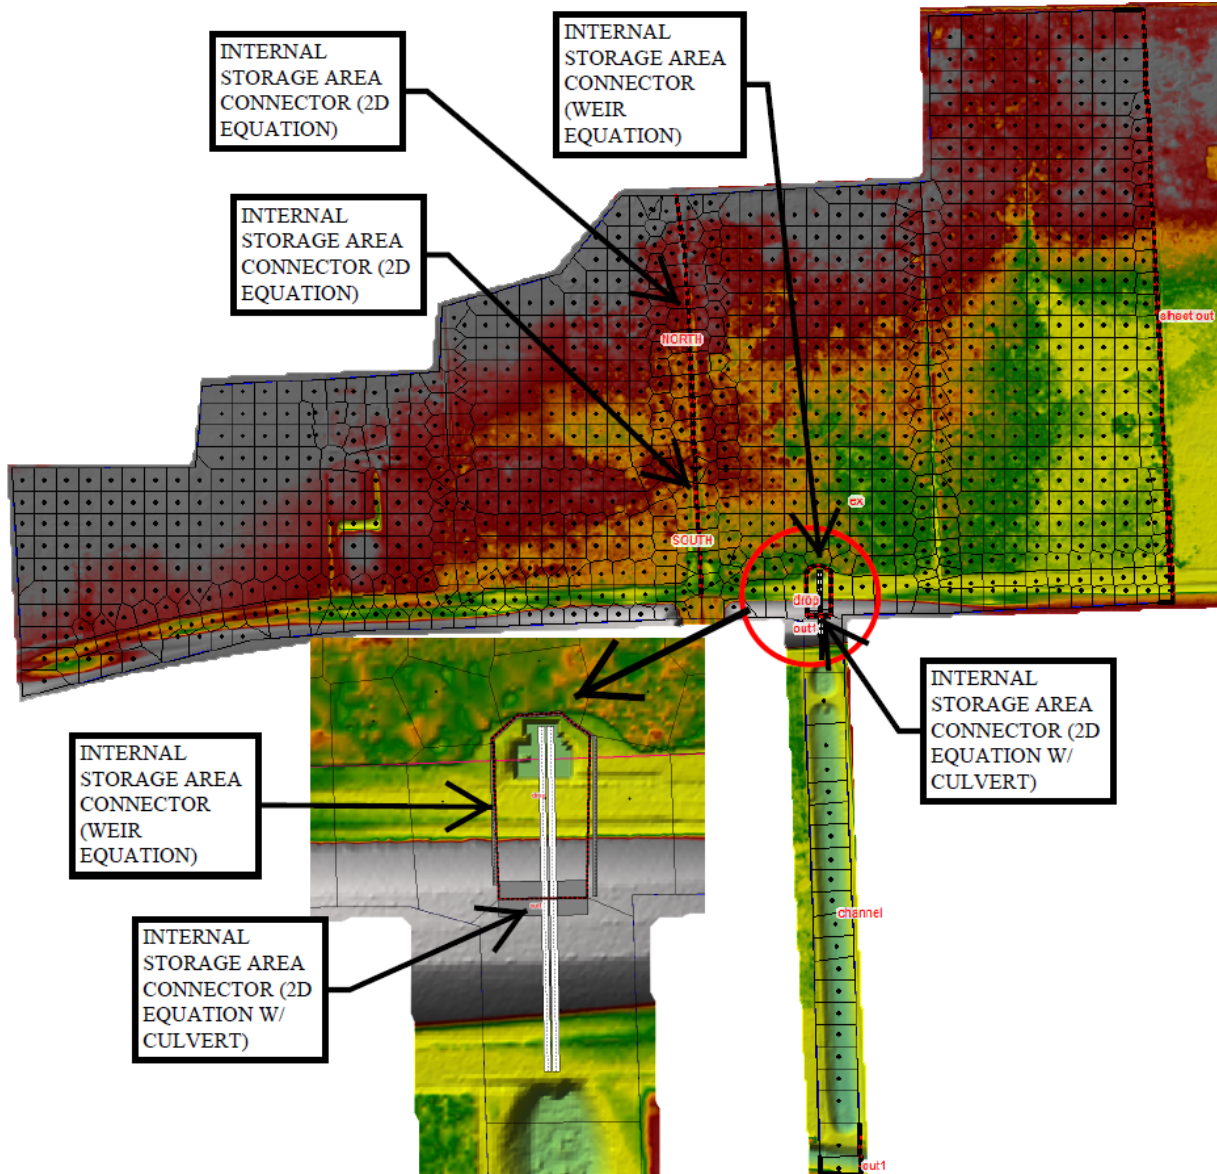 INTERNAL
STORAGE AREA
CONNECTOR (2D
EQUATION)
INTERNAL
STORAGE AREA
CONNECTOR
(WEIR
EQUATION)
INTERNAL
STORAGE AREA
CONNECTOR (2D
EQUATION)
sheet out
NORTH
ex
SOUTH
drop
out1
INTERNAL
STORAGE AREA
CONNECTOR (2D
EQUATION W/
CULVERT)
INTERNAL
STORAGE AREA
CONNECTOR
(WEIR
EQUATION)
drop
out1
channel
INTERNAL
STORAGE AREA
CONNECTOR (2D
EQUATION W/
CULVERT)
out1